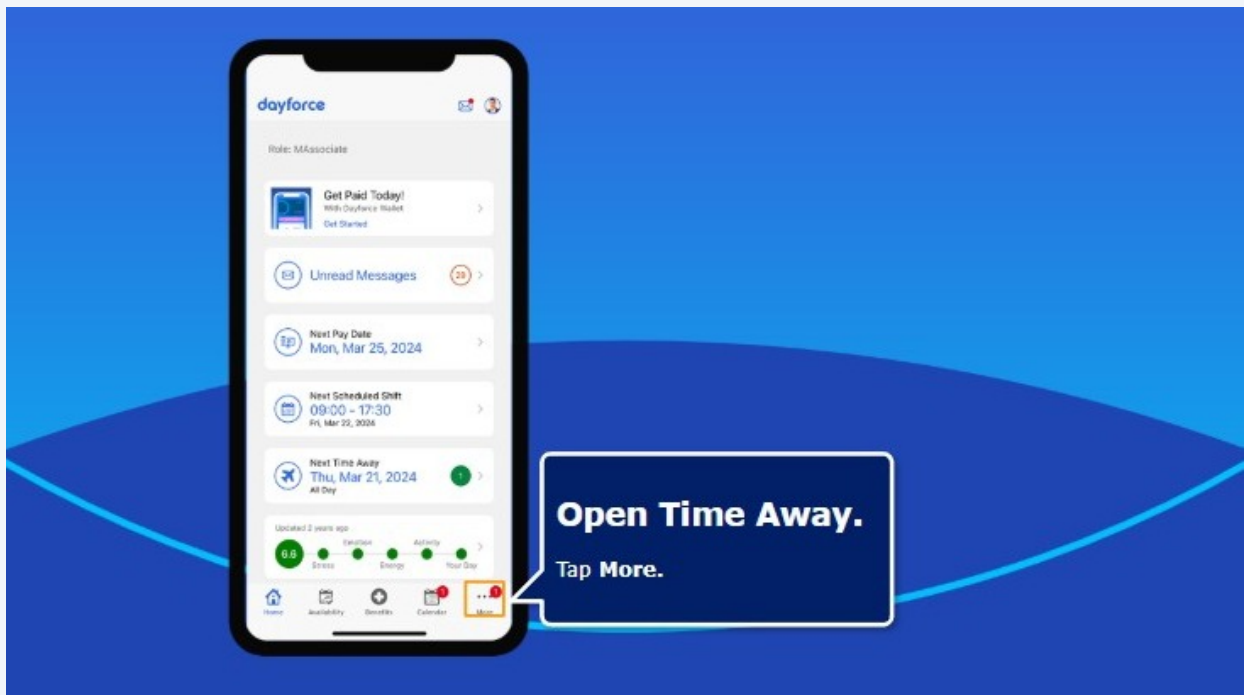 dayforce
Role: MAssociate
Get Paid Today!
With Dayforce Wallet
Get Started
Unread Messages
Next Pay Date
Mon, Mar 25, 2024
Next Scheduled Shift
09:00 - 17:30
Fri, Mar 22, 2024
Next Time Away
Thu, Mar 21, 2024
1
All Day
Updated 2 years ago
Emotion Activity
6.6
Stress Energy Your Day
1 1
Home Availability Benefits Calendar More
Open Time Away.
Tap More.